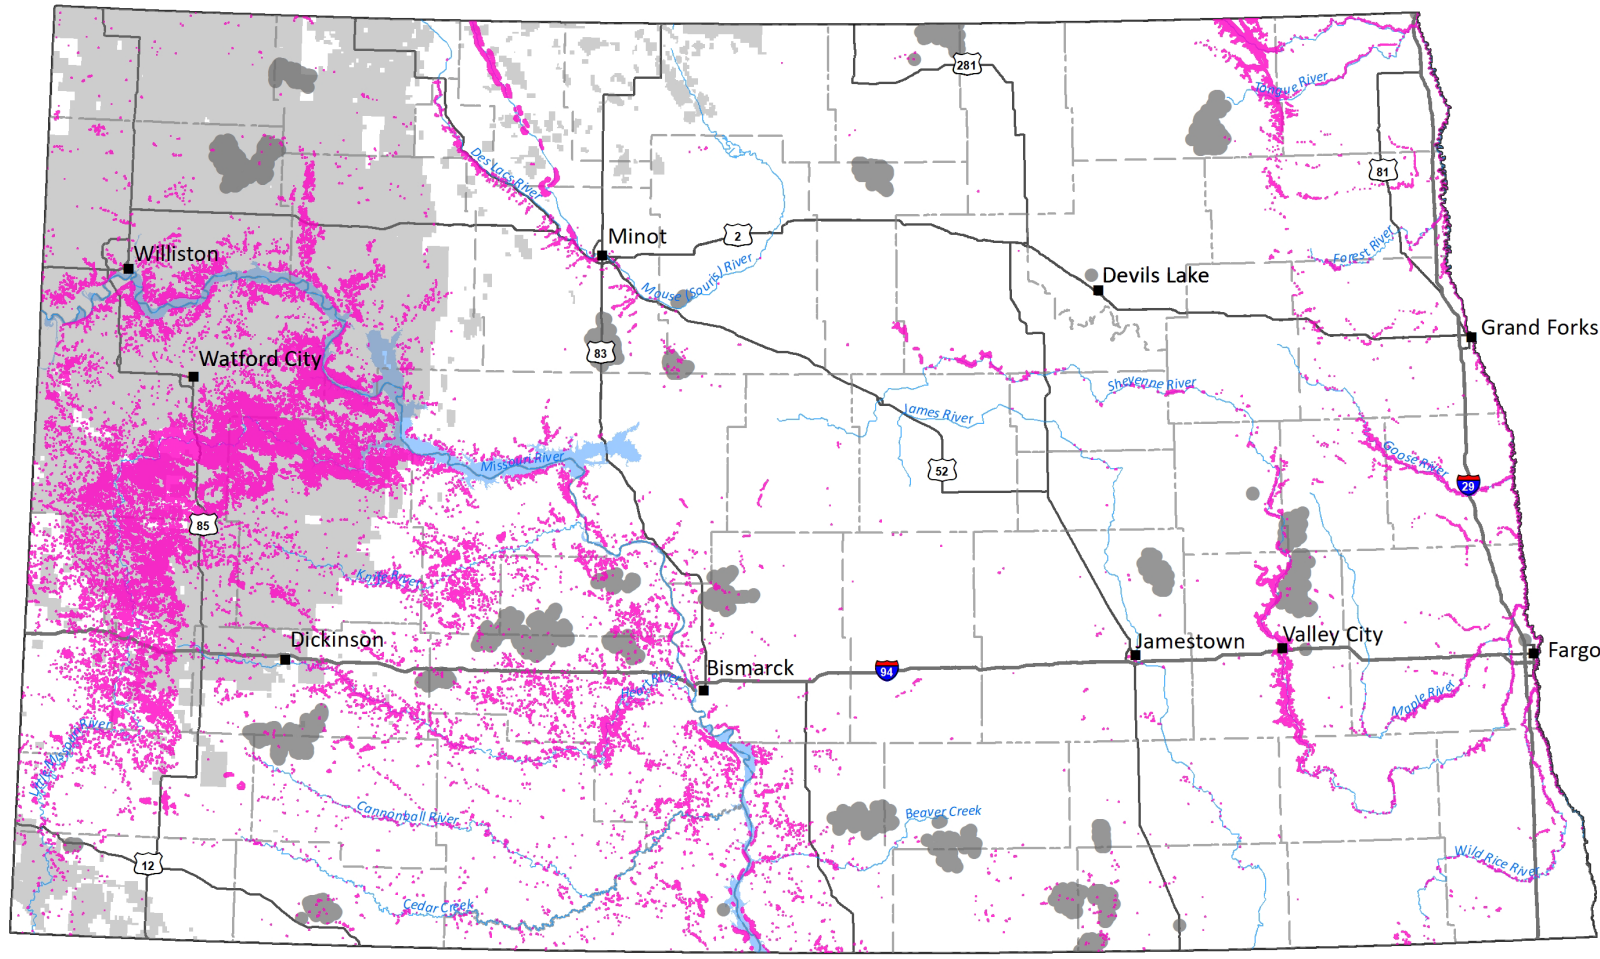 281
Tongue River
Des Lacs River
81
Minot
2
Williston
Forest River
Devils Lake
Mouse (Souris) River
Grand Forks
83
Watford City
Sheyenne River
James River
Missouri River
52
Goose River
29
85
Knife River
Dickinson
Jamestown
Valley City
Fargo
Bismarck
94
Heart River
Maple River
Little Missouri River
Cannonball River
Beaver Creek
12
Wild Rice River
Cedar Creek